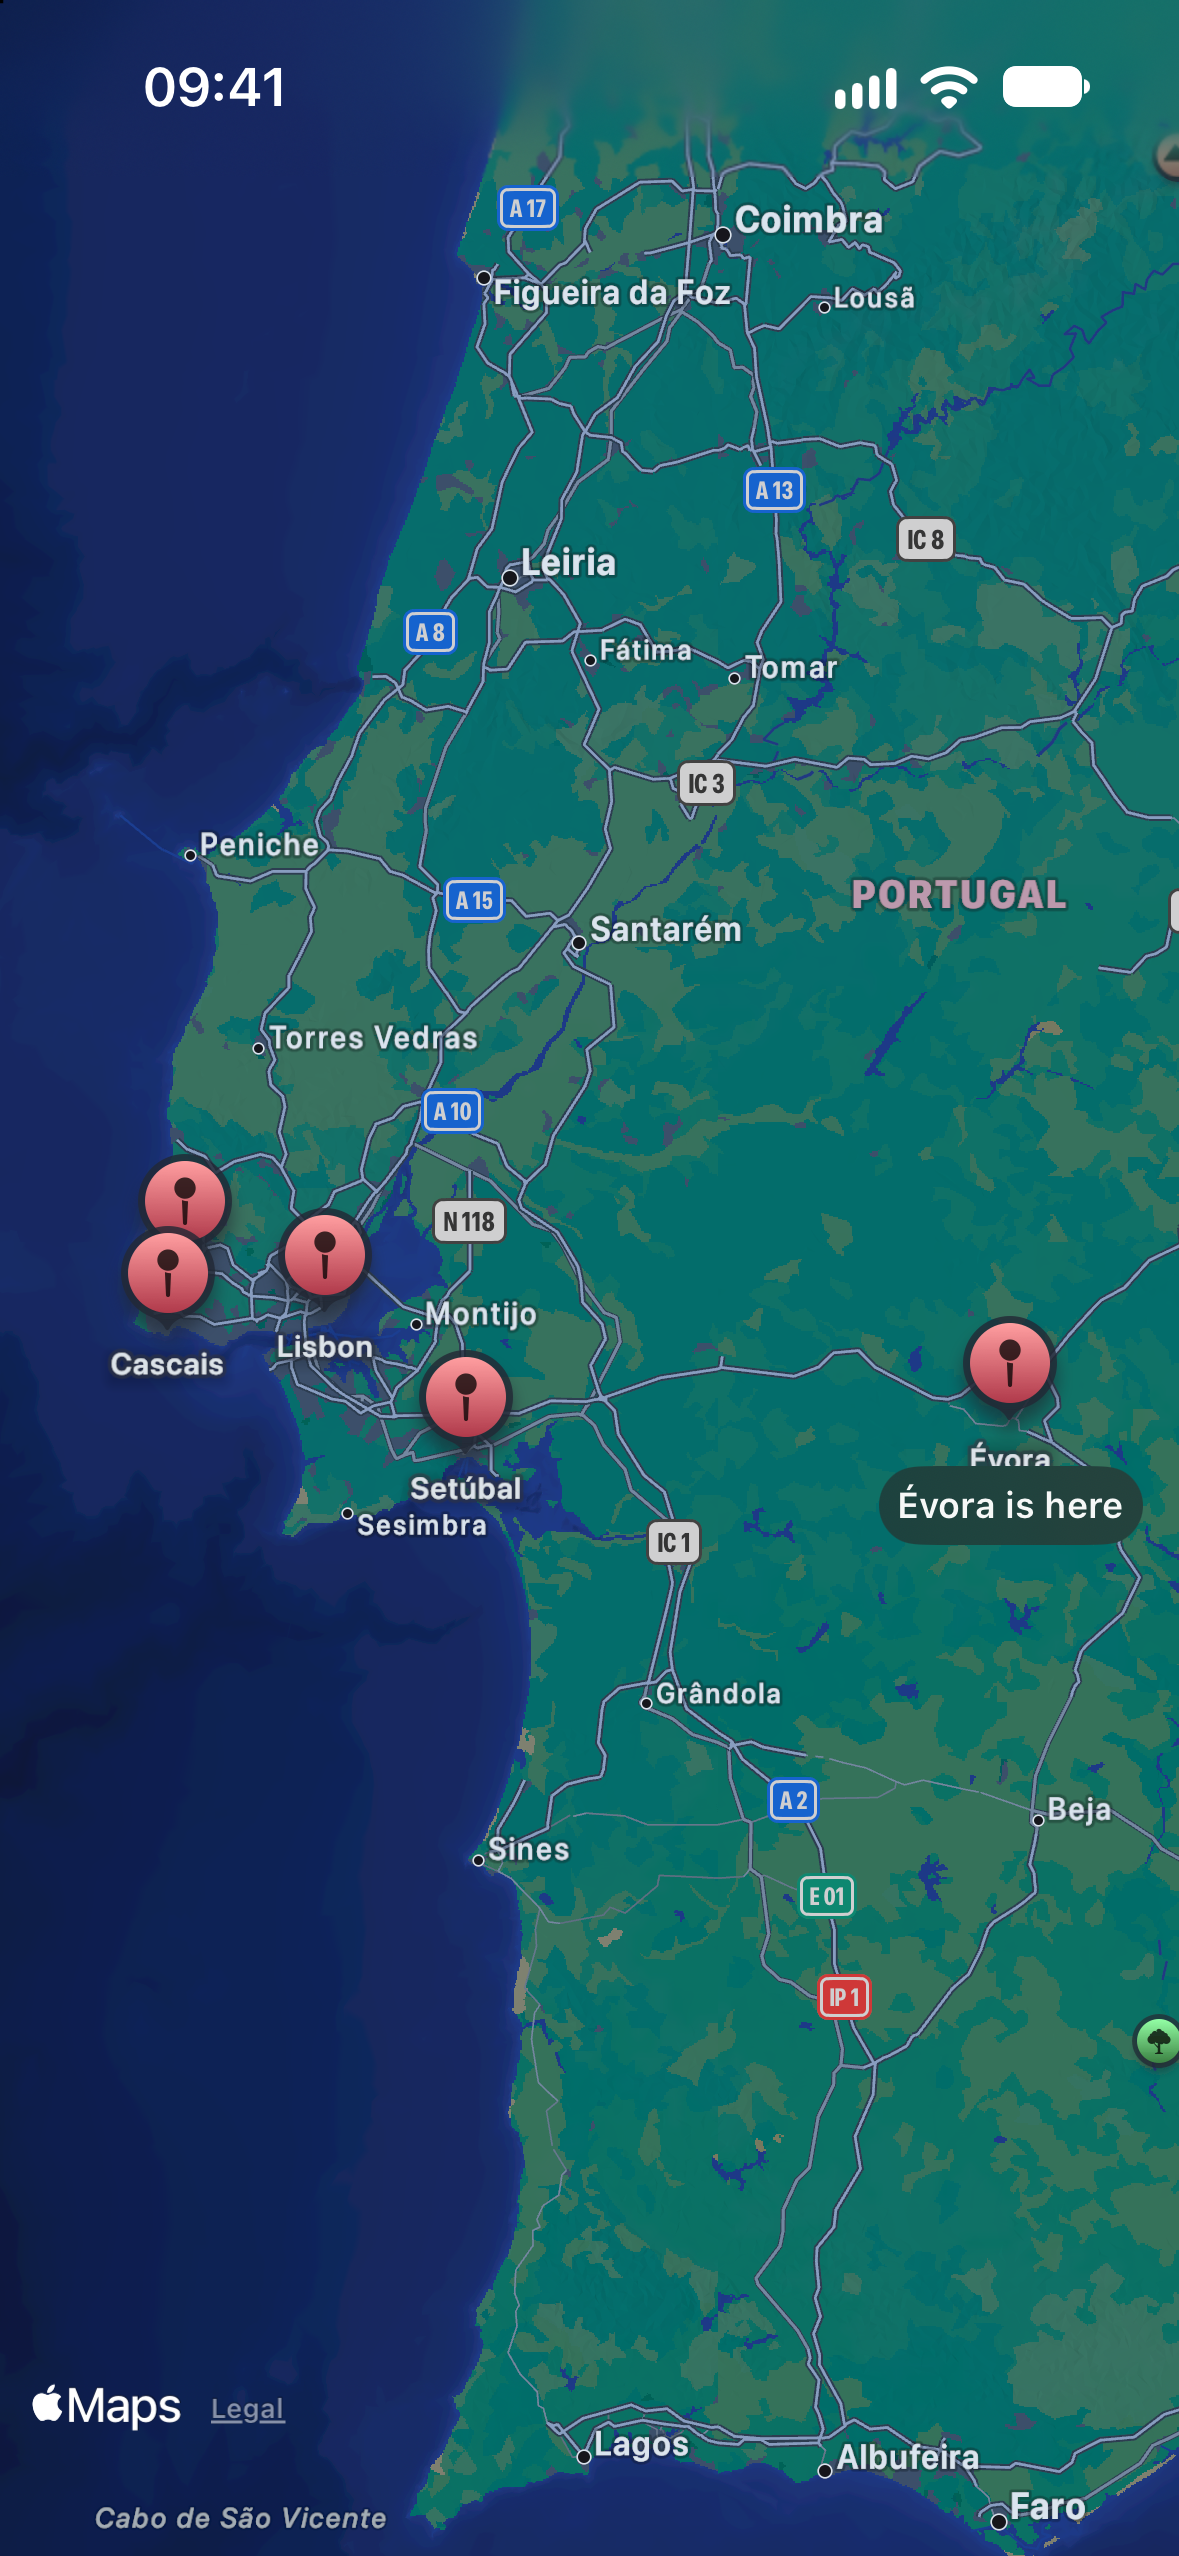 09:41
A 17
Coimbra
Figueira da Foz
Lousã
A 13
IC 8
Leiria
A 8
Fátima
Tomar
IC 3
Peniche
PORTUGAL
A 15
Santarém
Torres Vedras
A 10
N 118
Montijo
Lisbon
Cascais
Évora
Setúbal
Évora is here
Sesimbra
IC 1
Grândola
A 2
Beja
Sines
E 01
IP 1
Maps
Legal
Lagos
Albufeira
Faro
Cabo de São Vicente